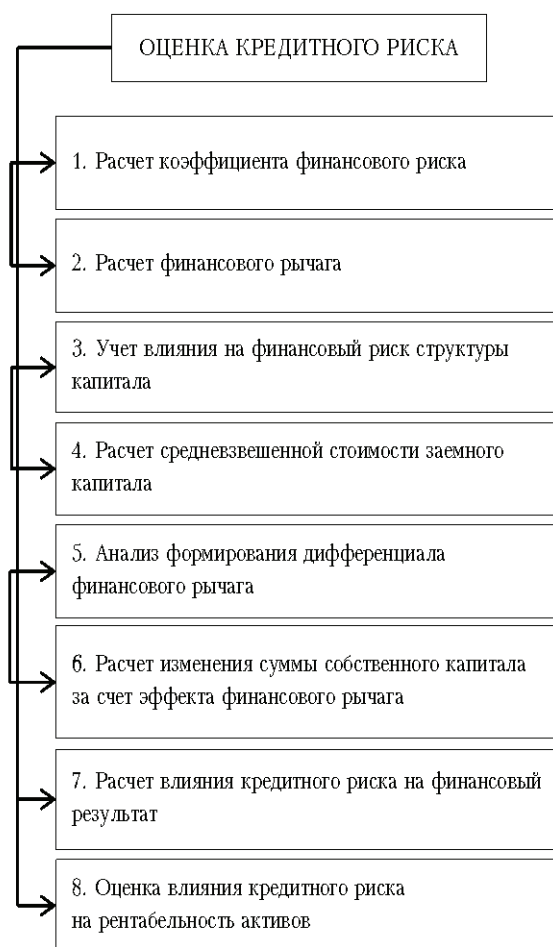 ОЦЕНКА КРЕДИТНОГО РИСКА
1. Расчет коэффициента финансового риска
2. Расчет финансового рычага
3. Учет влияния на финансовый риск структуры
капитала
4. Расчет средневзвешенной стоимости заемного
капитала
5. Анализ формирования дифференциала
финансового рычага
6. Расчет изменения суммы собственного капитала
за счет эффекта финансового рычага
7. Расчет влияния кредитного риска на финансовый
результат
8. Оценка влияния кредитного риска
на рентабельность активов